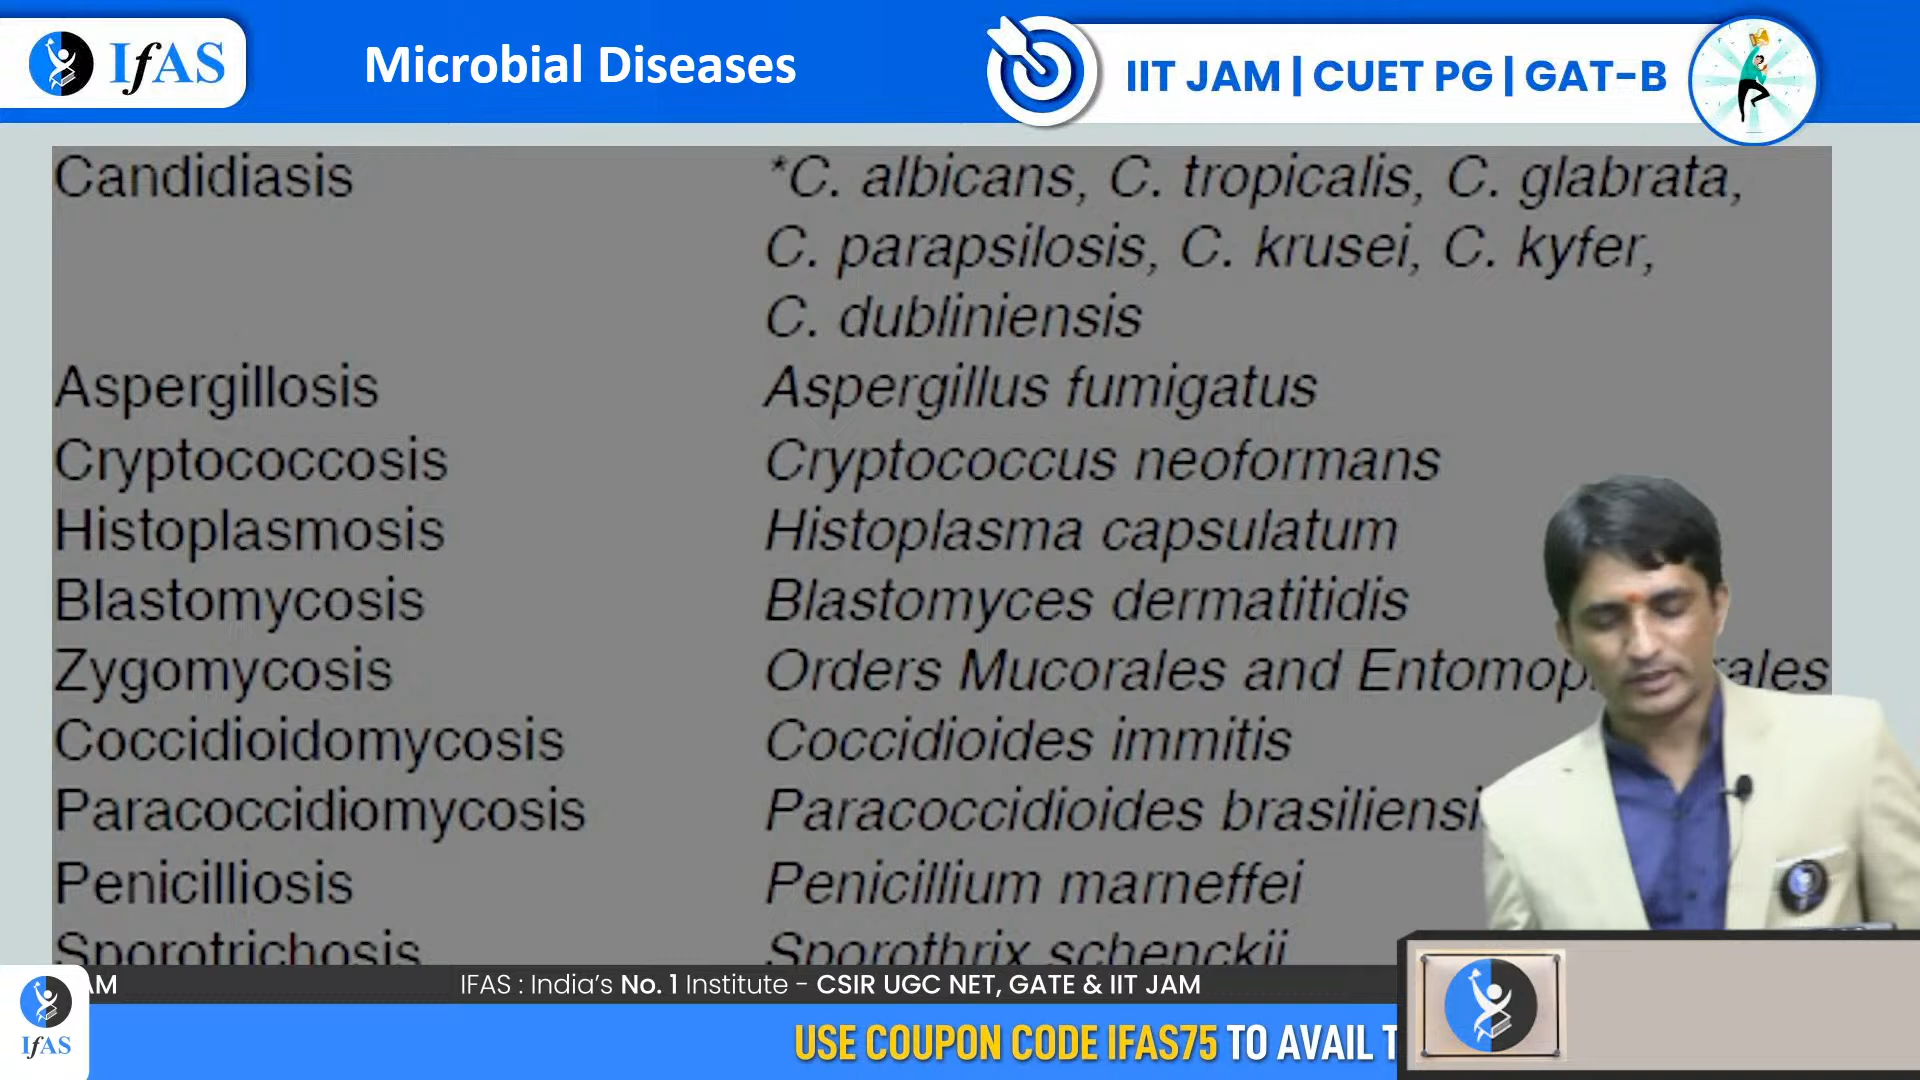 IfAS
Microbial Diseases
IIT JAM | CUET PG | GAT-B
Candidiasis *C. albicans, C. tropicalis, C. glabrata,
C. parapsilosis, C. krusei, C. kyfer,
C. dubliniensis
Aspergillosis Aspergillus fumigatus
Cryptococcosis Cryptococcus neoformans
Histoplasmosis Histoplasma capsulatum
Blastomycosis Blastomyces dermatitidis
Zygomycosis Orders Mucorales and
Coccidioidomycosis Coccidioides immitis
Paracoccidiomycosis Paracoccidioides
Penicilliosis Penicillium marneffei
Sporotrichosis Sporothrix schenckii
AM IFAS : India's No. 1 Institute - CSIR UGC NET, GATE & IIT JAM
USE COUPON CODE IFAS75 TO AVAIL T
IfAS